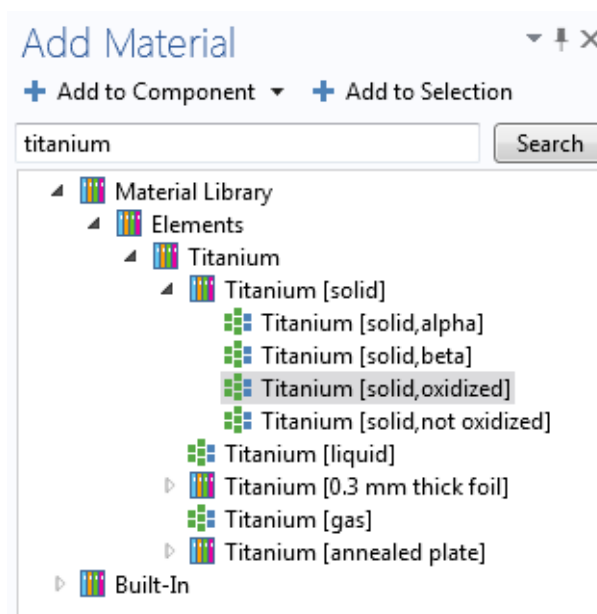 Add Material
Add to Component Add to Selection
titanium Search
Material Library
Elements
Titanium
Titanium [solid]
Titanium [solid,alpha]
Titanium [solid,beta]
Titanium [solid,oxidized]
Titanium [solid,not oxidized]
Titanium [liquid]
Titanium [0.3 mm thick foil]
Titanium [gas]
Titanium [annealed plate]
Built-In